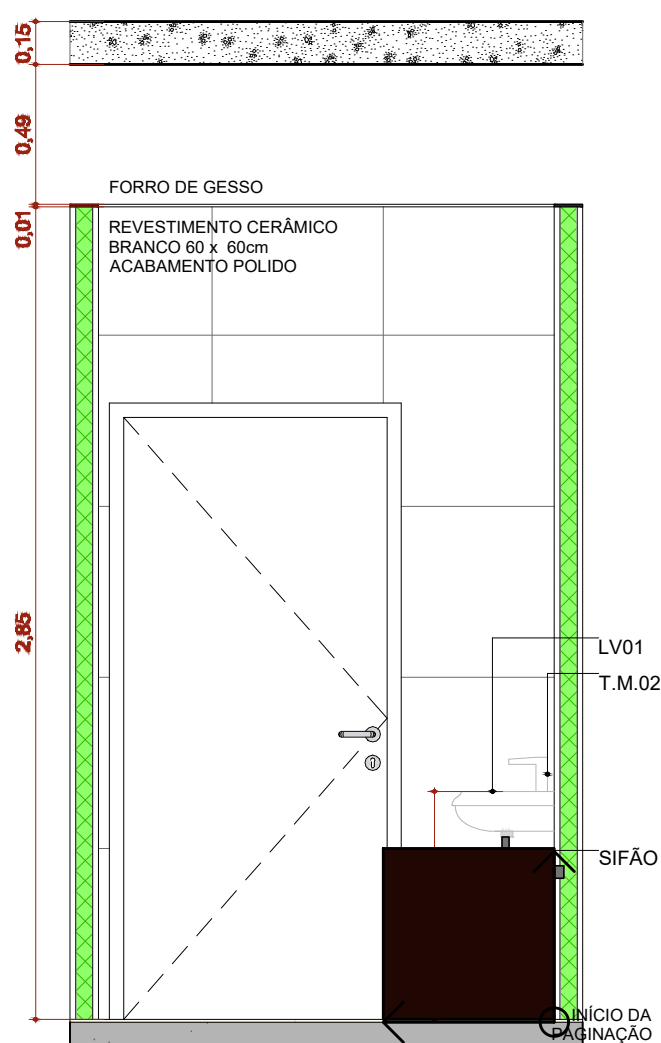 0,15
0,49
FORRO DE GESSO
0,01
REVESTIMENTO CERÂMICO
BRANCO 60 x 60cm
ACABAMENTO POLIDO
2,85
LV01
T.M.02
SIFÃO
INÍCIO DA
PAGINAÇÃO